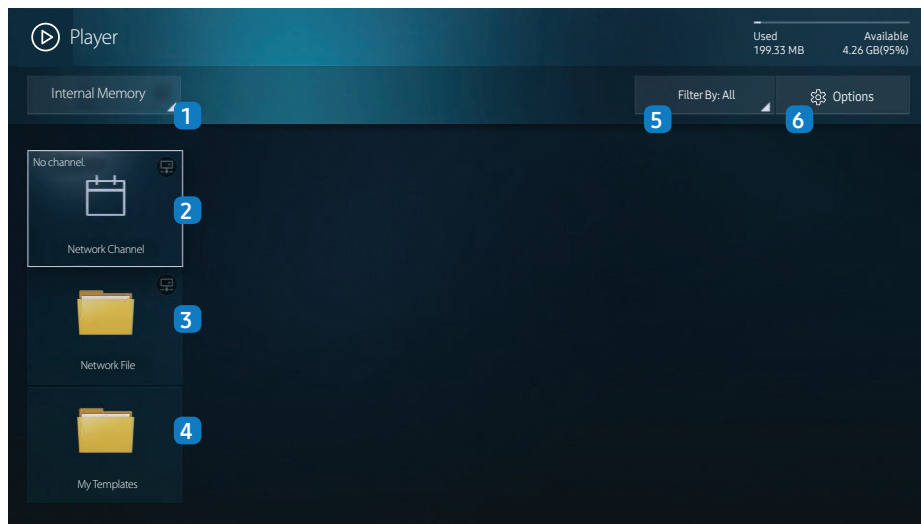 Player
Used Available
199.33 MB 4.26 GB(95%)
Internal Memory
1
Filter By: All
5
Options
6
No channel.
2
Network Channel
3
Network File
4
My Templates